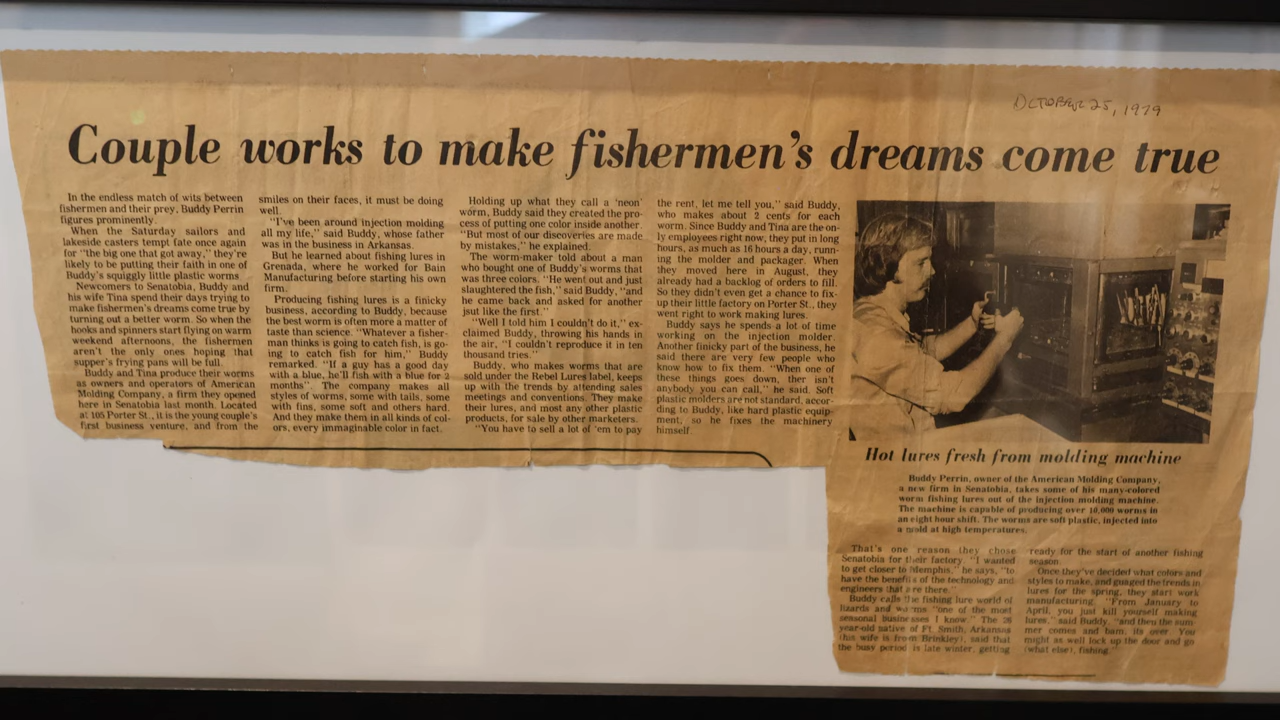 OCTOBER 25, 1979
Couple works to make fishermen's dreams come true
In the endless match of wits between
fishermen and their prey, Buddy Perrin
figures prominently.
When the Saturday sailors and
lakeside casters tempt fate once again
for "the big one that got away," they're
likely to be putting their faith in one of
Buddy's squiggly little plastic worms
Newcomers to Senatobia, Buddy and
his wife Tina spend their days trying to
make fishermen's dreams come true by
turning out a better worm. So when the
hooks and spinners start flying on warm
weekend afternoons, the fishermen
aren't the only ones hoping that
supper's frying pans will be full.
Buddy and Tina produce their worms
as owners and operators of American
Molding Company, a firm they opened
here in Senatobia last month. Located
at 105 Porter St., it is the young couple's
first business venture, and from the
smiles on their faces, it must be doing
well.
"I've been around injection molding
all my life," said Buddy, whose father
was in the business in Arkansas.
But he learned about fishing lures in
Grenada, where he worked for Bain
Manufacturing before starting his own
firm.
Producing fishing lures is a finicky
business, according to Buddy, because
the best worm is often more a matter of
taste than science. "Whatever a fisher-
man thinks is going to catch fish, is go-
ing to catch fish for him," Buddy
remarked. "If a guy has a good day
with a blue, he'll fish with a blue for 2
months". The company makes all
styles of worms, some with tails, some
with fins, some soft and others hard.
And they make them in all kinds of col-
ors, every immaginable color in fact.
Holding up what they call a 'neon'
worm, Buddy said they created the pro-
cess of putting one color inside another.
"But most of our discoveries are made
by mistakes," he explained.
The worm-maker told about a man
who bought one of Buddy's worms that
was three colors. "He went out and just
slaughtered the fish," said Buddy, "and
he came back and asked for another
jsut like the first."
"Well I told him I couldn't do it," ex-
claimed Buddy, throwing his hands in
the air, "I couldn't reproduce it in ten
thousand tries."
Buddy, who makes worms that are
sold under the Rebel Lures label, keeps
up with the trends by attending sales
meetings and conventions. They make
their lures, and most any other plastic
products, for sale by other marketers.
"You have to sell a lot of 'em to pay
the rent, let me tell you," said Buddy,
who makes about 2 cents for each
worm. Since Buddy and Tina are the on-
ly employees right now, they put in long
hours, as much as 16 hours a day, runn-
ing the molder and packager. When
they moved here in August, they
already had a backlog of orders to fill.
So they didn't even get a chance to fix-
up their little factory on Porter St., they
went right to work making lures.
Buddy says he spends a lot of time
working on the injection molder.
Another finicky part of the business, he
said there are very few people who
know how to fix them. "When one of
these things goes down, ther isn't
anybody you can call," he said. Soft
plastic molders are not standard, accor-
ding to Buddy, like hard plastic equip-
ment, so he fixes the machinery
himself.
Hot lures fresh from molding machine
Buddy Perrin, owner of the American Molding Company,
a new firm in Senatobia, takes some of his many-colored
worm fishing lures out of the injection molding machine.
The machine is capable of producing over 10,000 worms in
an eight hour shift. The worms are soft plastic, injected into
a mold at high temperatures.
That's one reason they chose
Senatobia for their factory. "I wanted
to get closer to Memphis," he says, "to
have the benefits of the technology and
engineers that are there."
Buddy calls the fishing lure world of
lizards and worms "one of the most
seasonal businesses I know." The 28
year-old native of Ft. Smith, Arkansas
(his wife is from Brinkley), said that
the busy period is late winter, getting
ready for the start of another fishing
season.
Once they've decided what colors and
styles to make, and guaged the trends in
lures for the spring, they start work
manufacturing. "From January to
April, you just kill yourself making
lures," said Buddy, "and then the sum-
mer comes and bam, its over. You
might as well lock up the door and go
(what else), fishing."